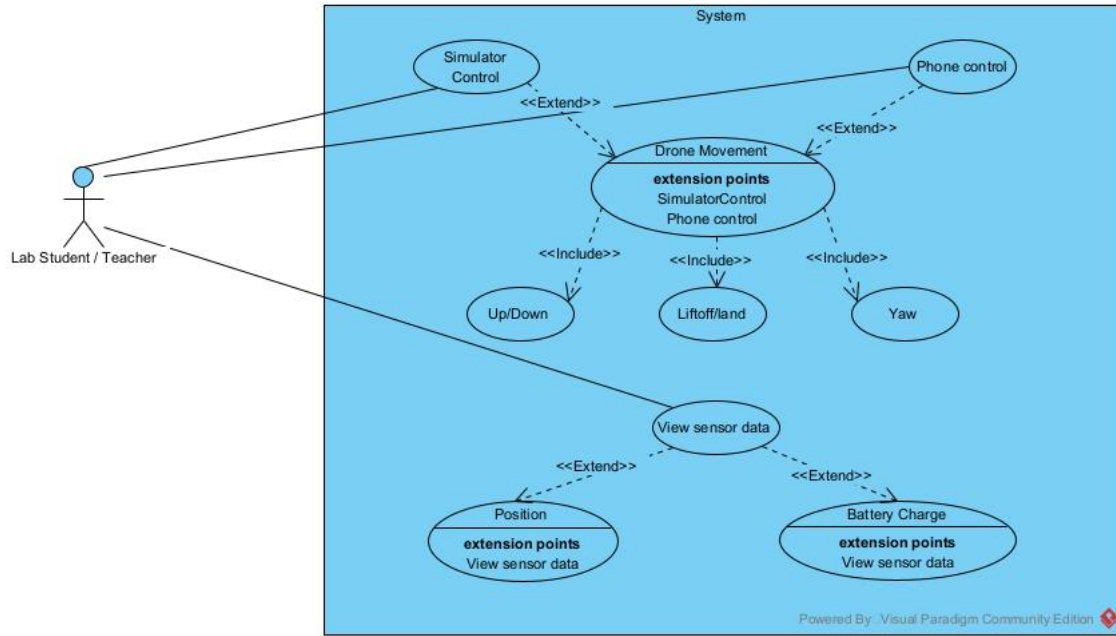 System
Simulator
Control
Phone control
<<Extend>>
<<Extend>>
Drone Movement
extension points
SimulatorControl
Phone control
Lab Student / Teacher
<<Include>>
<<Include>>
<<Include>>
Up/Down
Liftoff/land
Yaw
View sensor data
<<Extend>>
<<Extend>>
Position
extension points
View sensor data
Battery Charge
extension points
View sensor data
Powered By Visual Paradigm Community Edition